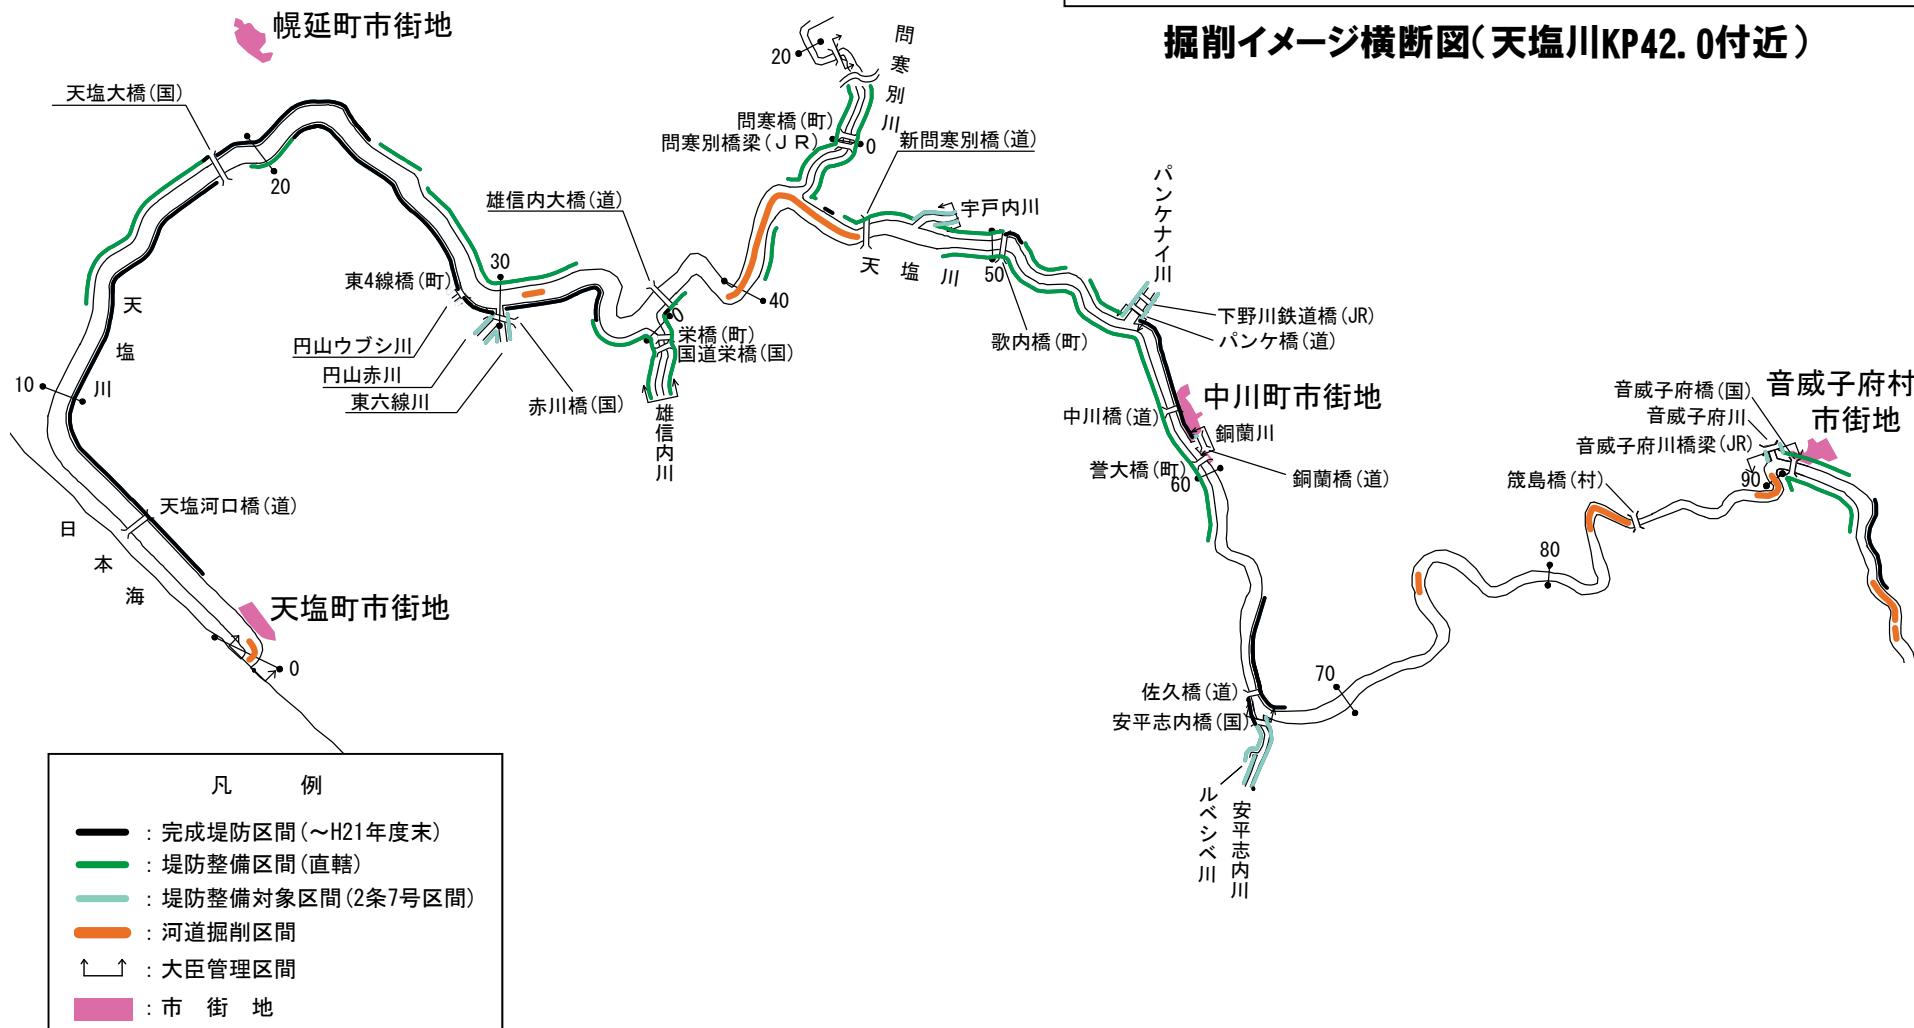 掘削イメージ横断図(天塩川KP42.0付近)
幌延町市街地
天塩大橋(国)
20
問寒別川
20
問寒橋(町)
問寒別橋梁(JR)
0
新問寒別橋(道)
雄信内大橋(道)
宇戸内川
パンケナイ川
天塩川
30
40
50
東4線橋(町)
0
栄橋(町)
国道栄橋(国)
歌内橋(町)
下野川鉄道橋(JR)
パンケ橋(道)
円山ウブシ川
円山赤川
東六線川
赤川橋(国)
雄信内川
天塩川
10
中川町市街地
中川橋(道)
銅蘭川
誉大橋(町)
60
銅蘭橋(道)
音威子府橋(国)
音威子府川
音威子府川橋梁(JR)
音威子府村
市街地
90
筬島橋(村)
80
天塩河口橋(道)
日本海
天塩町市街地
0
70
佐久橋(道)
安平志内橋(国)
ルベシベ川
安平志内川
凡 例
:完成堤防区間(~H21年度末)
:堤防整備区間(直轄)
:堤防整備対象区間(2条7号区間)
:河道掘削区間
:大臣管理区間
:市 街 地